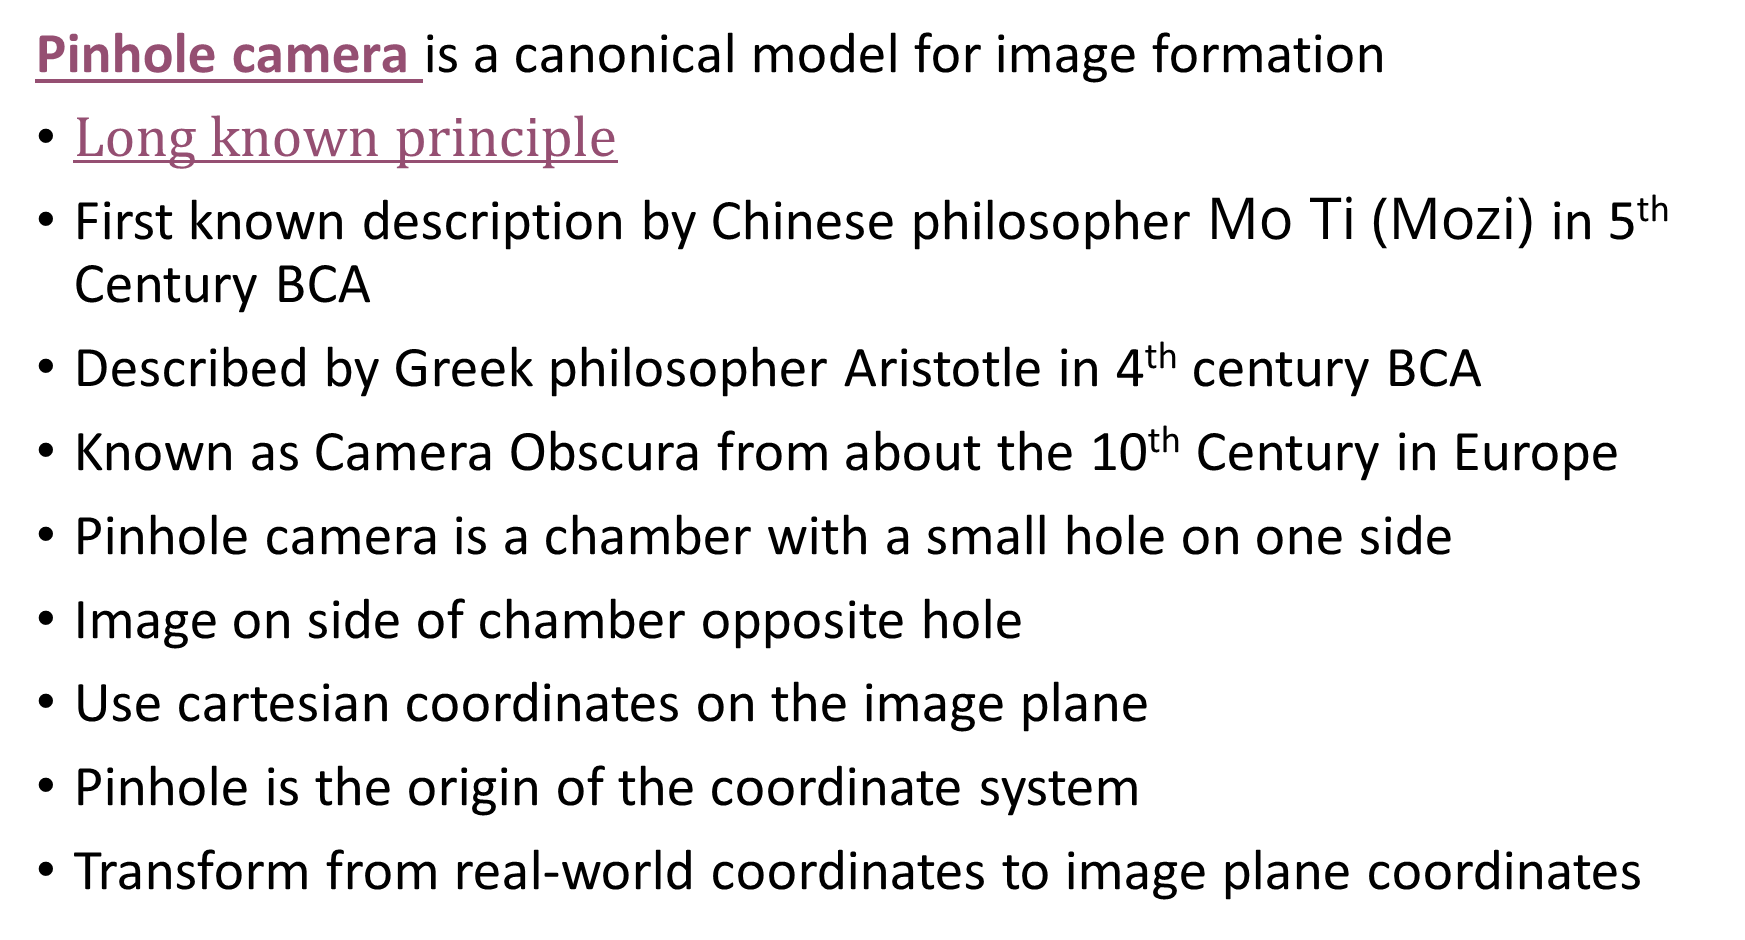 Pinhole camera is a canonical model for image formation
• Long known principle
• First known description by Chinese philosopher Mo Ti (Mozi) in 5th
Century BCA
• Described by Greek philosopher Aristotle in 4th century BCA
• Known as Camera Obscura from about the 10th Century in Europe
• Pinhole camera is a chamber with a small hole on one side
• Image on side of chamber opposite hole
• Use cartesian coordinates on the image plane
• Pinhole is the origin of the coordinate system
• Transform from real-world coordinates to image plane coordinates